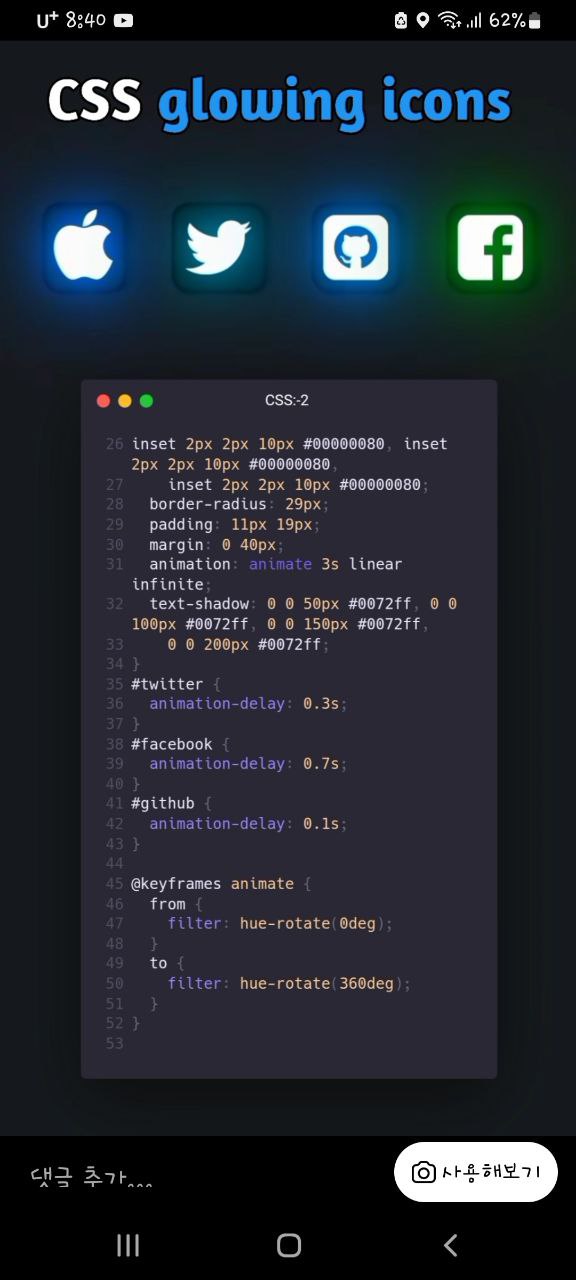 U+ 8:40 62%
CSS glowing icons
CSS:-2
26 inset 2px 2px 10px #00000080, inset
2px 2px 10px #00000080,
27 inset 2px 2px 10px #00000080;
28 border-radius: 29px;
29 padding: 11px 19px;
30 margin: 0 40px;
31 animation: animate 3s linear
infinite;
32 text-shadow: 0 0 50px #0072ff, 0 0
100px #0072ff, 0 0 150px #0072ff,
33 0 0 200px #0072ff;
34 }
35 #twitter {
36 animation-delay: 0.3s;
37 }
38 #facebook {
39 animation-delay: 0.7s;
40 }
41 #github {
42 animation-delay: 0.1s;
43 }
44
45 @keyframes animate {
46 from {
47 filter: hue-rotate(0deg);
48 }
49 to {
50 filter: hue-rotate(360deg);
51 }
52 }
53
댓글 추가...
사용해보기